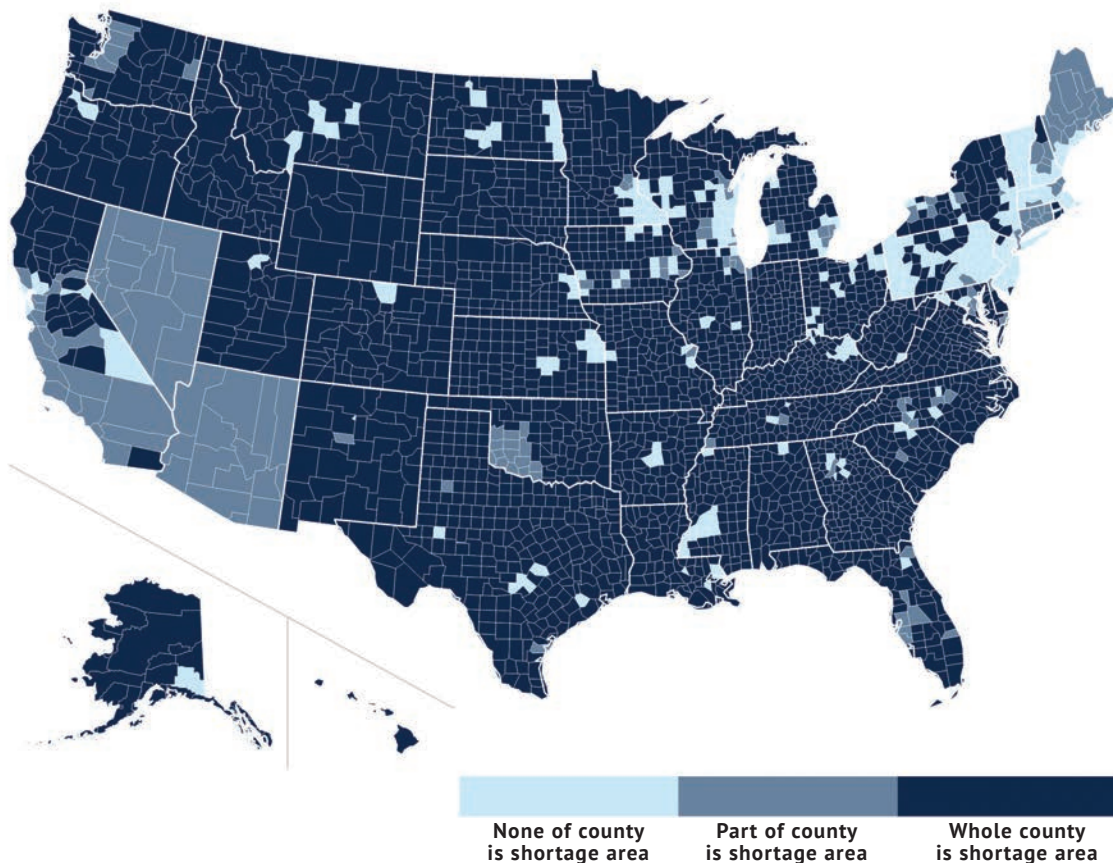 None of county
is shortage area
Part of county
is shortage area
Whole county
is shortage area